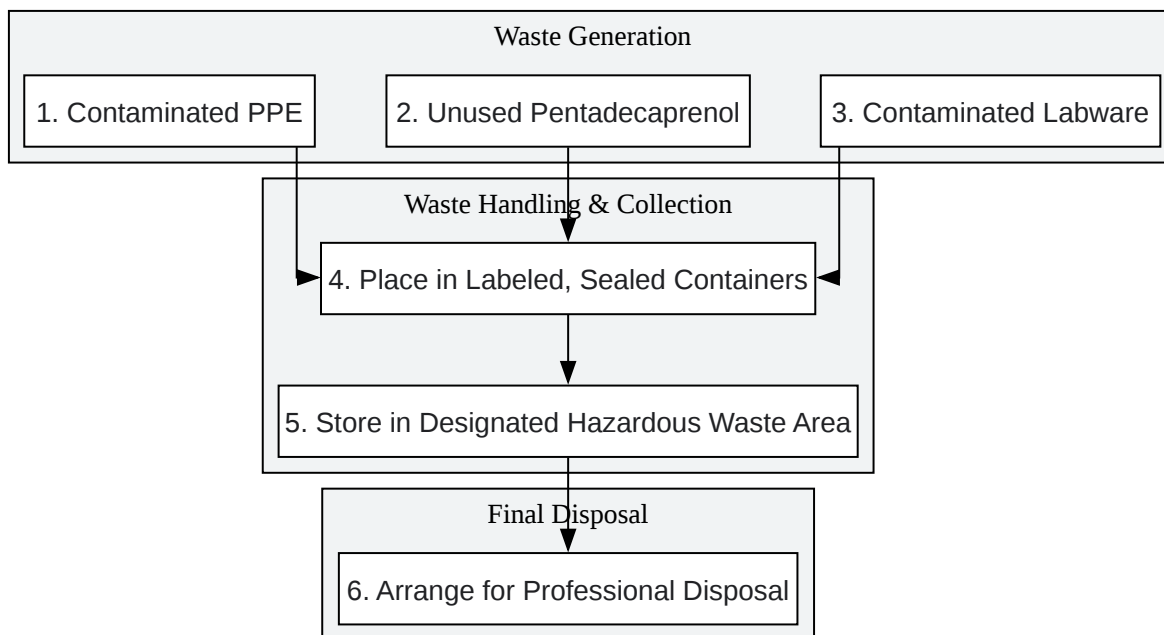 Waste Generation
1. Contaminated PPE
2. Unused Pentadecaprenol
3. Contaminated Labware
Waste Handling & Collection
4. Place in Labeled, Sealed Containers
5. Store in Designated Hazardous Waste Area
Final Disposal
6. Arrange for Professional Disposal